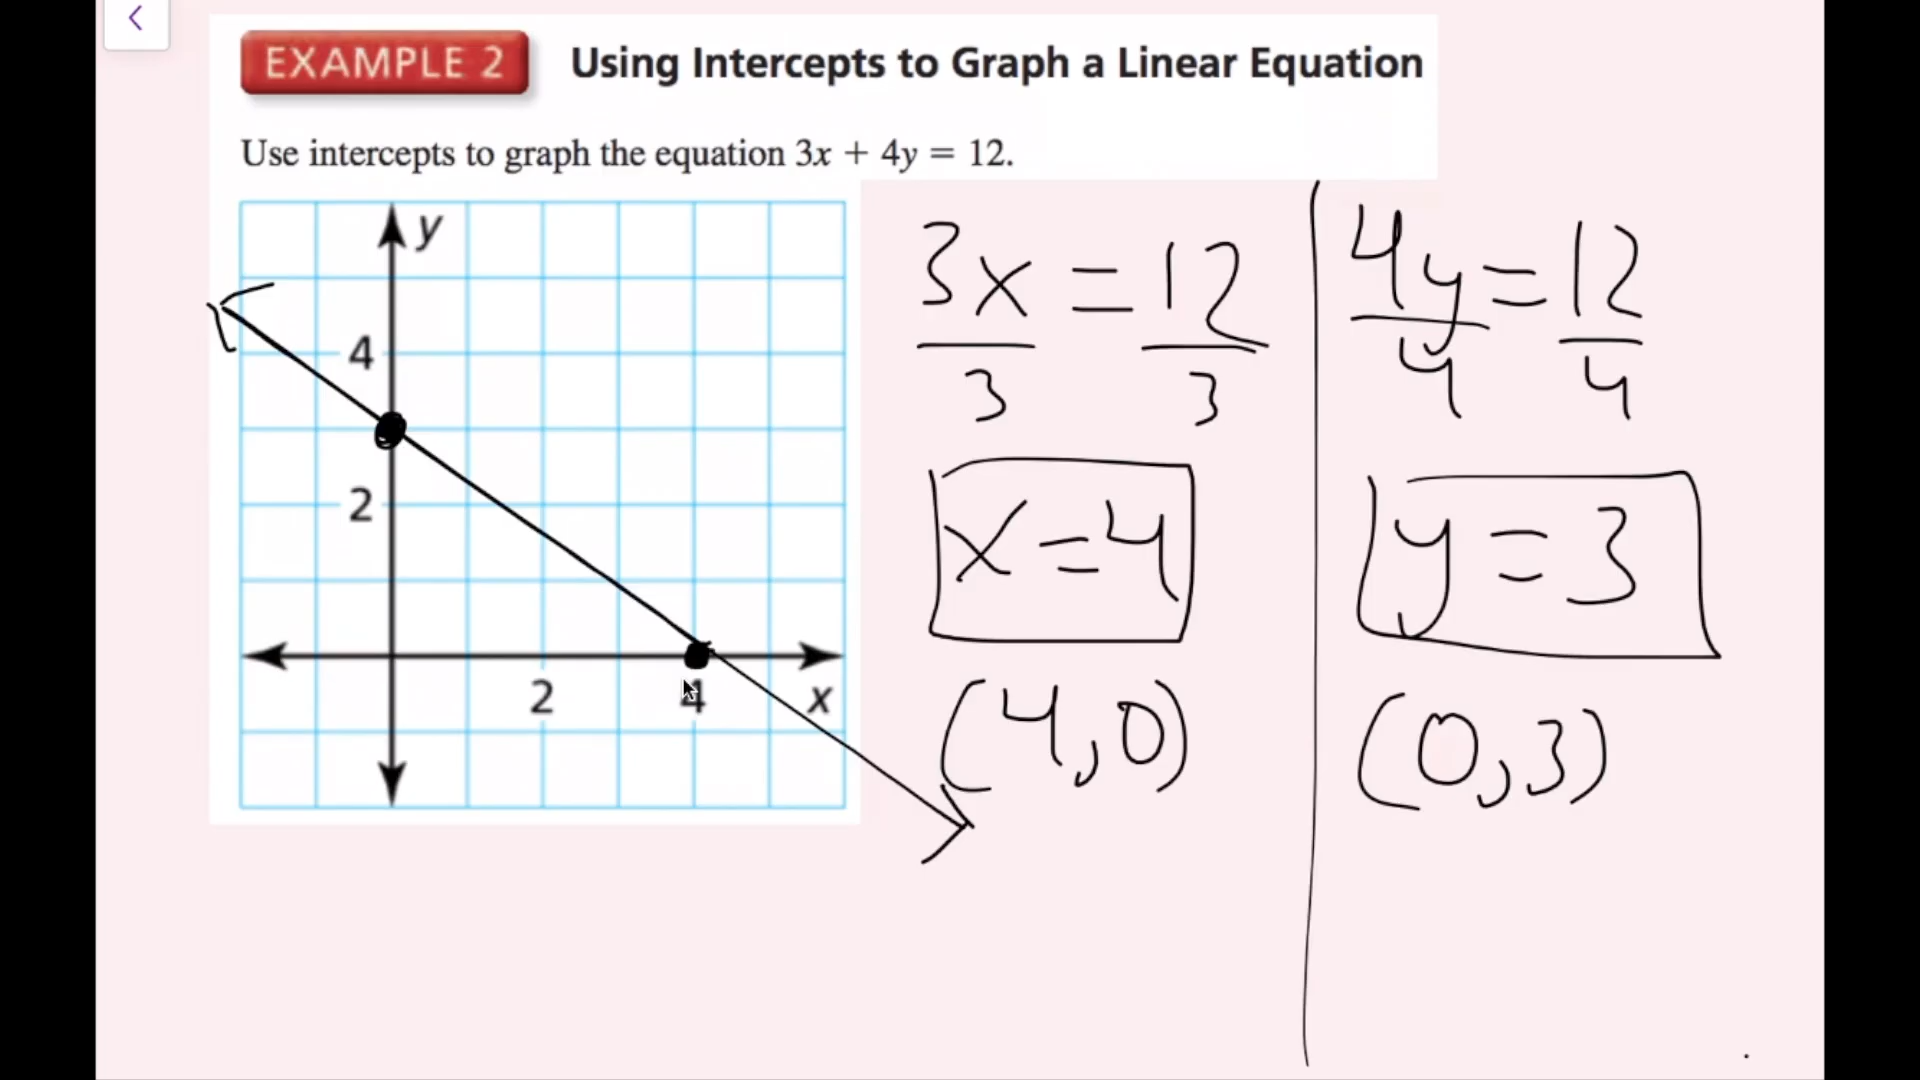 EXAMPLE 2 Using Intercepts to Graph a Linear Equation
Use intercepts to graph the equation 3x + 4y = 12.
y
4
2
2
4
x
3x = 12
3 3
x = 4
(4,0)
4y = 12
4 4
y = 3
(0,3)